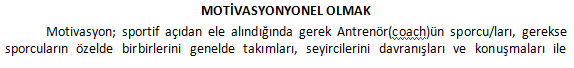 MOTİVASYONYONEL OLMAK
Motivasyon; sportif açıdan ele alındığında gerek Antrenör(coach)ün sporcu/ları, gerekse
sporcuların özelde birbirlerini genelde takımları, seyircilerini davranışları ve konuşmaları ile